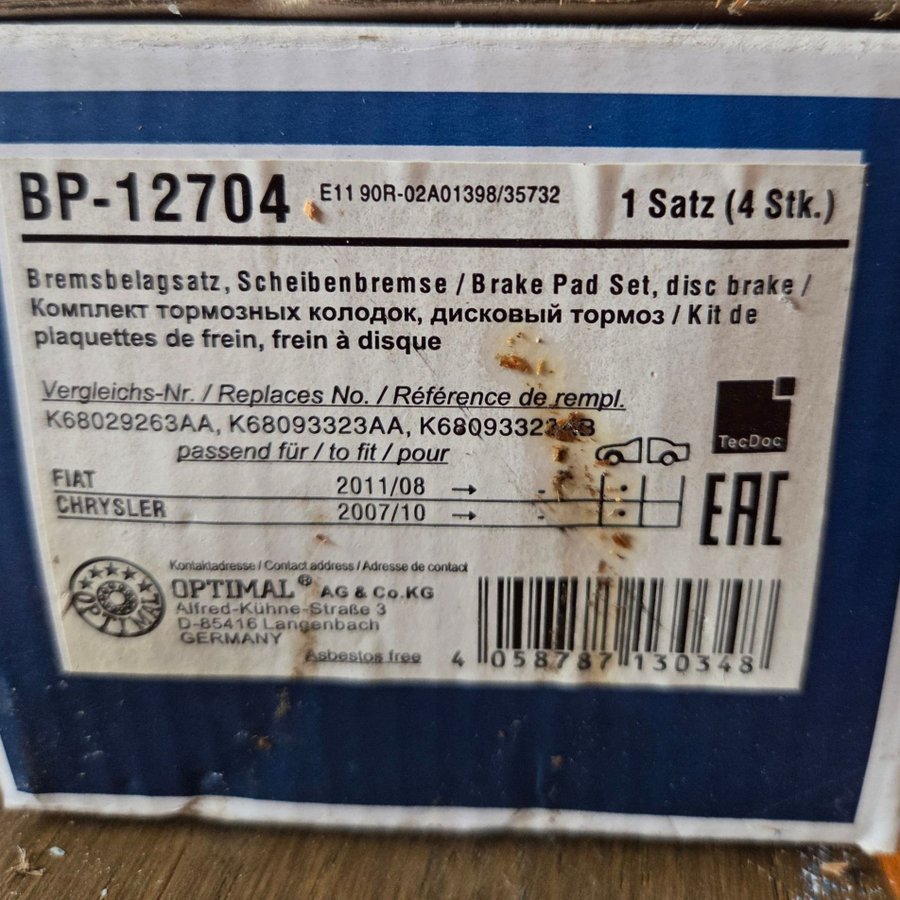 BP-12704 E11 90R-02A01398/35732 1 Satz (4 Stk.)
Bremsbelagsatz, Scheibenbremse / Brake Pad Set, disc brake /
Комплект тормозных колодок, дисковый тормоз / Kit de
plaquettes de frein, frein à disque
Vergleichs-Nr. / Replaces No. / Référence de rempl.
K68029263AA, K68093323AA,
passend für / to fit / pour
TecDoc
FIAT 2011/08 → -
CHRYSLER 2007/10 → -
EAC
Kontaktadresse / Contact address / Adresse de contact
OPTIMAL
OPTIMAL® AG & Co.KG
Alfred-Kühne-Straße 3
D-85416 Langenbach
GERMANY
Asbestos free
4 058787 130348